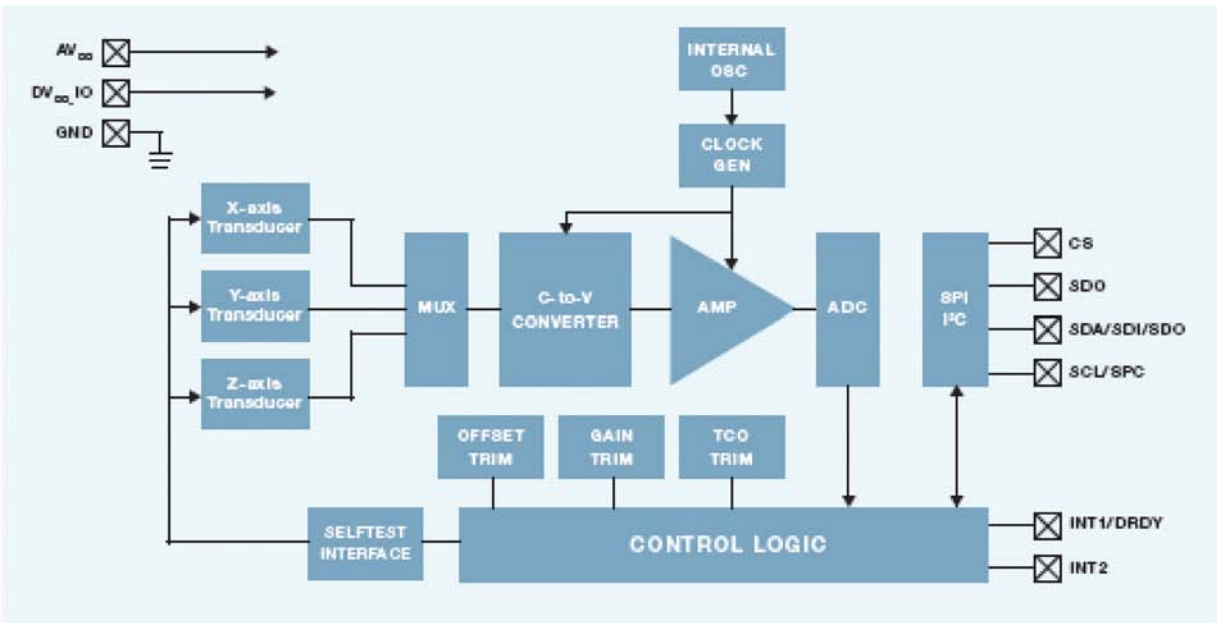 AVDD
INTERNAL
OSC
DVDD_IO
GND
CLOCK
GEN
X-axis
Transducer
Y-axis
Transducer
Z-axis
Transducer
MUX
C-to-V
CONVERTER
AMP
ADC
SPI
I²C
CS
SDO
SDA/SDI/SDO
SCL/SPC
OFFSET
TRIM
GAIN
TRIM
TCO
TRIM
SELFTEST
INTERFACE
CONTROL LOGIC
INT1/DRDY
INT2